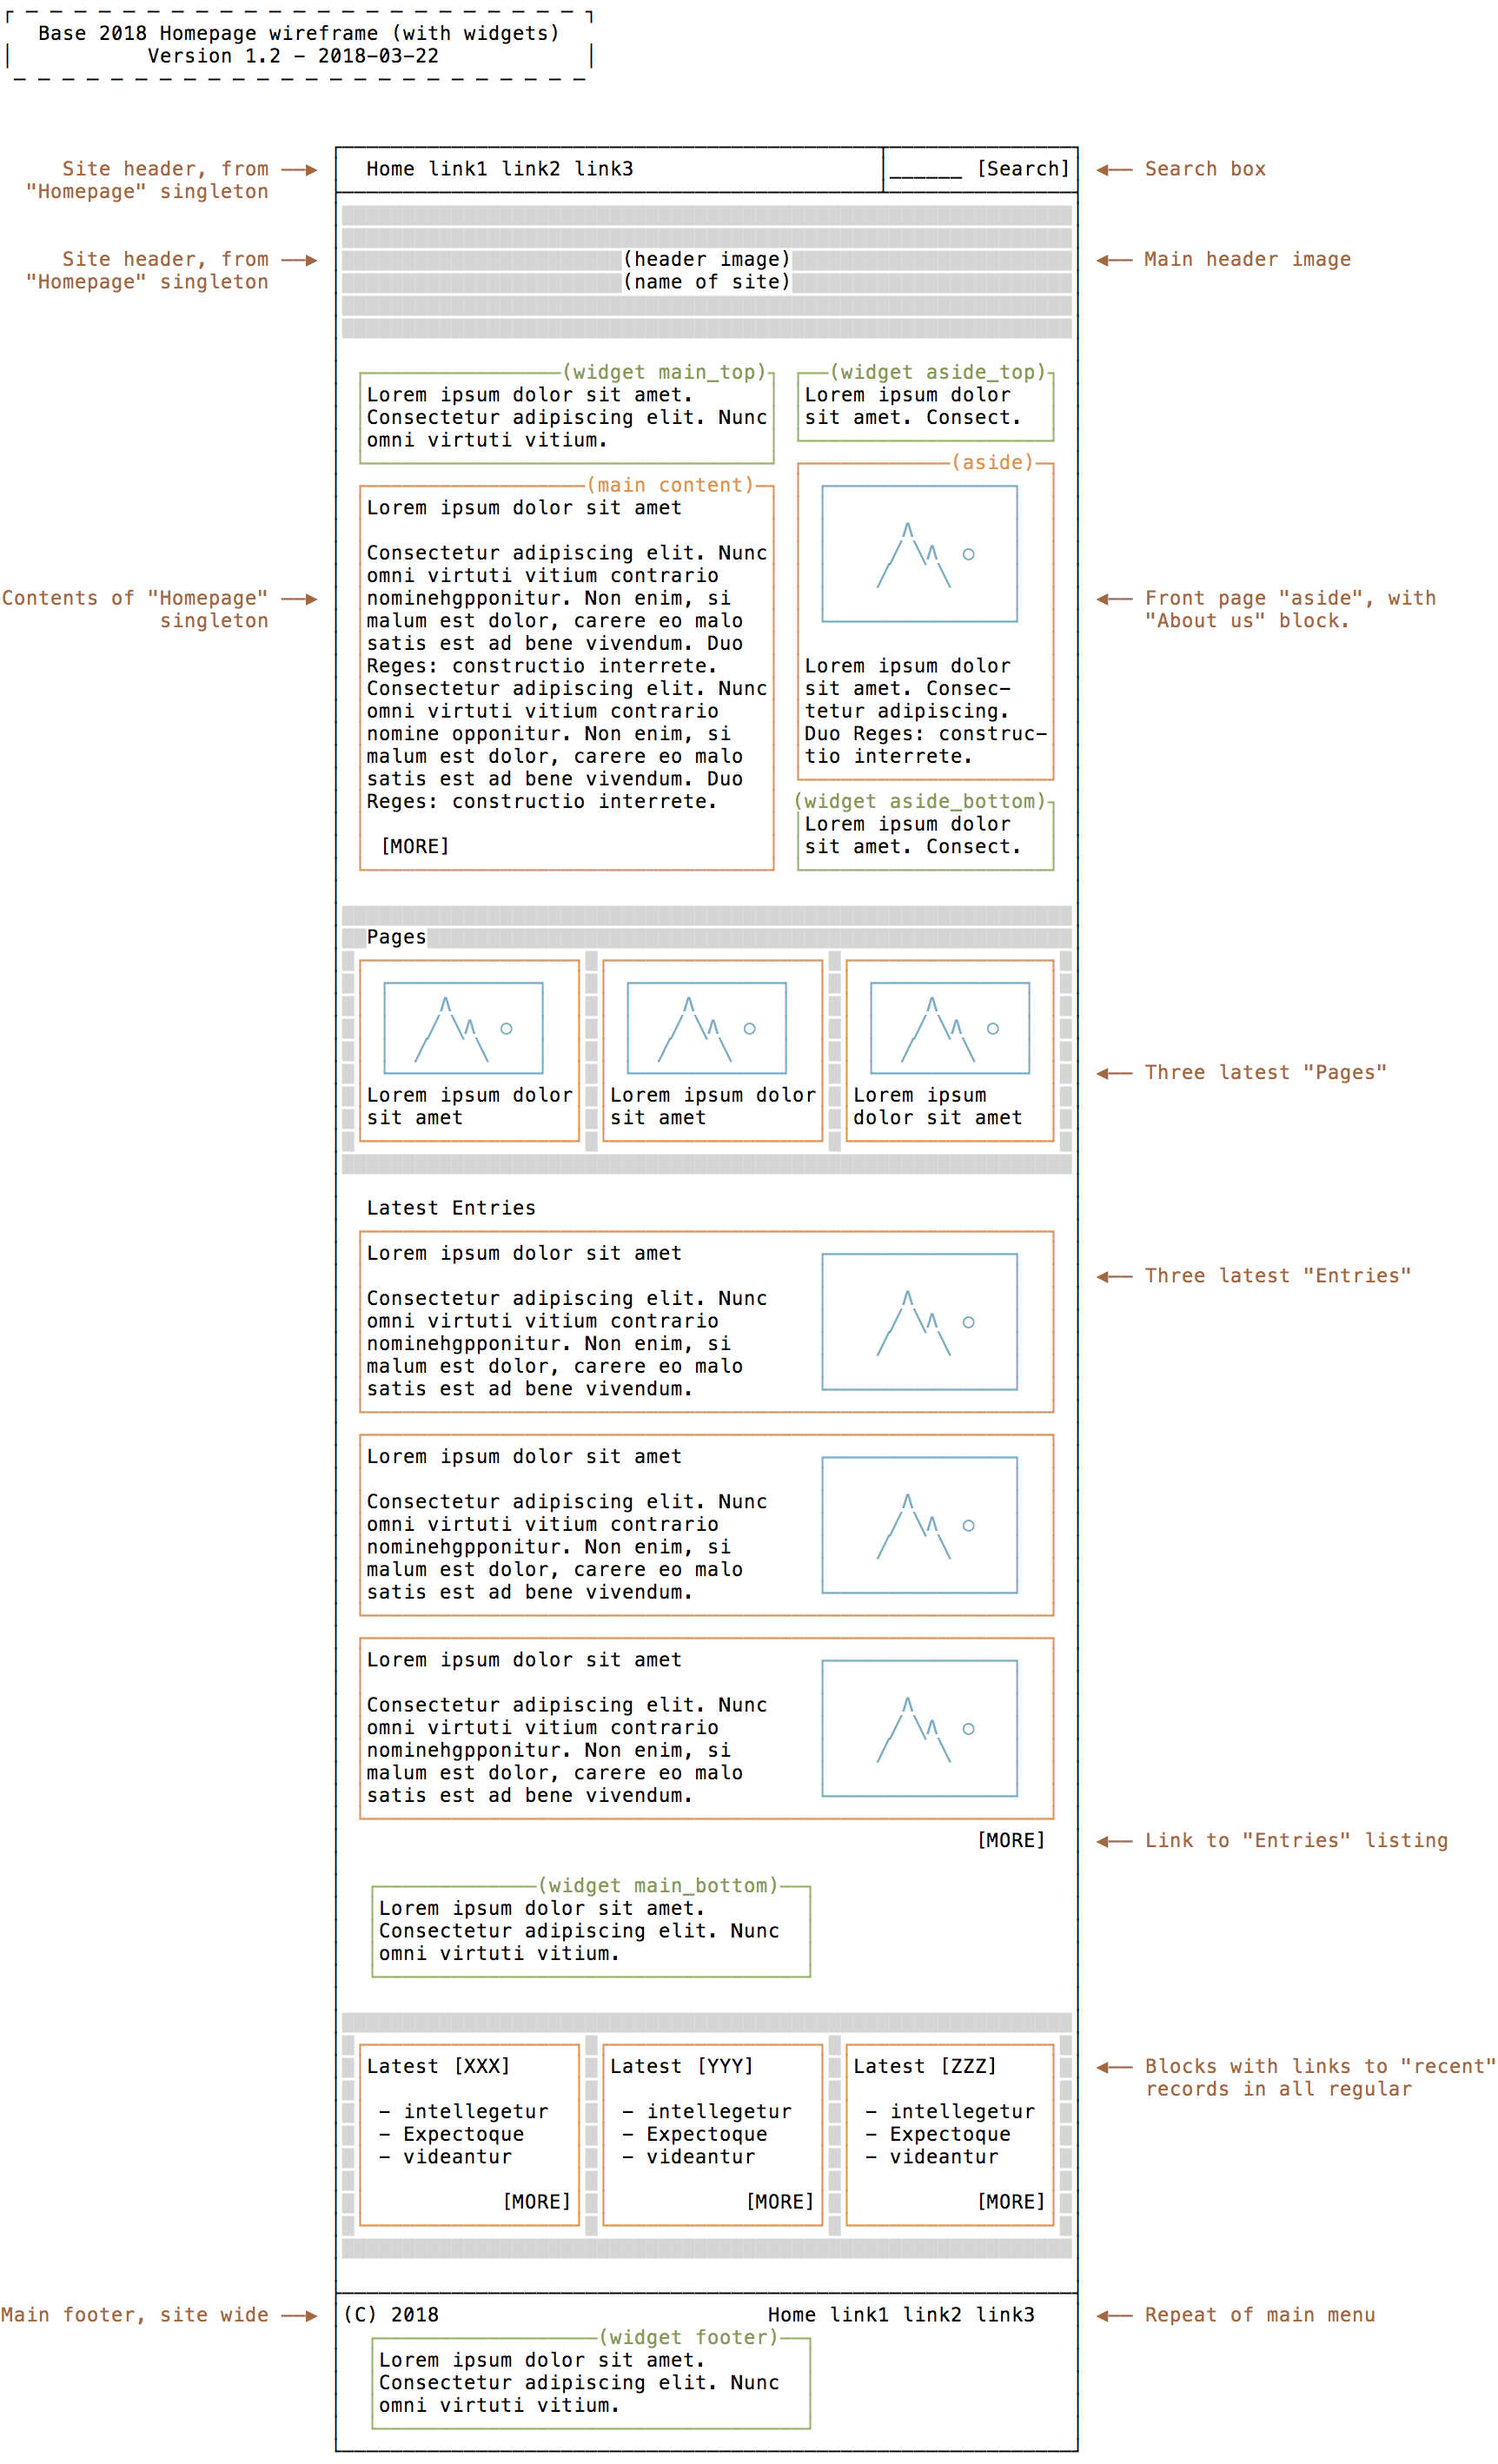 Base 2018 Homepage wireframe (with widgets)
Version 1.2 – 2018-03-22
Site header, from
"Homepage" singleton
Home link1 link2 link3
______ [Search]
Search box
Site header, from
"Homepage" singleton
(header image)
(name of site)
Main header image
(widget main_top)
Lorem ipsum dolor sit amet.
Consectetur adipiscing elit. Nunc
omni virtuti vitium.
(widget aside_top)
Lorem ipsum dolor
sit amet. Consect.
Contents of "Homepage"
singleton
(main content)
Lorem ipsum dolor sit amet
Consectetur adipiscing elit. Nunc
omni virtuti vitium contrario
nominehgpponitur. Non enim, si
malum est dolor, carere eo malo
satis est ad bene vivendum. Duo
Reges: constructio interrete.
Consectetur adipiscing elit. Nunc
omni virtuti vitium contrario
nomine opponitur. Non enim, si
malum est dolor, carere eo malo
satis est ad bene vivendum. Duo
Reges: constructio interrete.
[MORE]
(aside)
Lorem ipsum dolor
sit amet. Consec–
tetur adipiscing.
Duo Reges: construc–
tio interrete.
Front page "aside", with
"About us" block.
(widget aside_bottom)
Lorem ipsum dolor
sit amet. Consect.
Pages
Lorem ipsum dolor
sit amet
Lorem ipsum dolor
sit amet
Lorem ipsum
dolor sit amet
Three latest "Pages"
Latest Entries
Lorem ipsum dolor sit amet
Consectetur adipiscing elit. Nunc
omni virtuti vitium contrario
nominehgpponitur. Non enim, si
malum est dolor, carere eo malo
satis est ad bene vivendum.
Three latest "Entries"
Lorem ipsum dolor sit amet
Consectetur adipiscing elit. Nunc
omni virtuti vitium contrario
nominehgpponitur. Non enim, si
malum est dolor, carere eo malo
satis est ad bene vivendum.
Lorem ipsum dolor sit amet
Consectetur adipiscing elit. Nunc
omni virtuti vitium contrario
nominehgpponitur. Non enim, si
malum est dolor, carere eo malo
satis est ad bene vivendum.
[MORE]
Link to "Entries" listing
(widget main_bottom)
Lorem ipsum dolor sit amet.
Consectetur adipiscing elit. Nunc
omni virtuti vitium.
Latest [XXX]
– intellegetur
– Expectoque
– videantur
[MORE]
Latest [YYY]
– intellegetur
– Expectoque
– videantur
[MORE]
Latest [ZZZ]
– intellegetur
– Expectoque
– videantur
[MORE]
Blocks with links to "recent"
records in all regular
Main footer, site wide
(C) 2018
Home link1 link2 link3
Repeat of main menu
(widget footer)
Lorem ipsum dolor sit amet.
Consectetur adipiscing elit. Nunc
omni virtuti vitium.